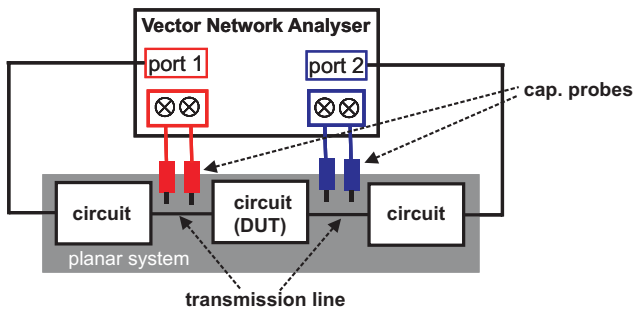 Vector Network Analyser
port 1
port 2
cap. probes
circuit
circuit
(DUT)
circuit
planar system
transmission line